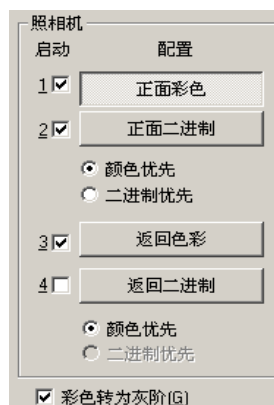 照相机
启动 配置
1 正面彩色
2 正面二进制
颜色优先
二进制优先
3 返回色彩
4 返回二进制
颜色优先
二进制优先
彩色转为灰阶(G)